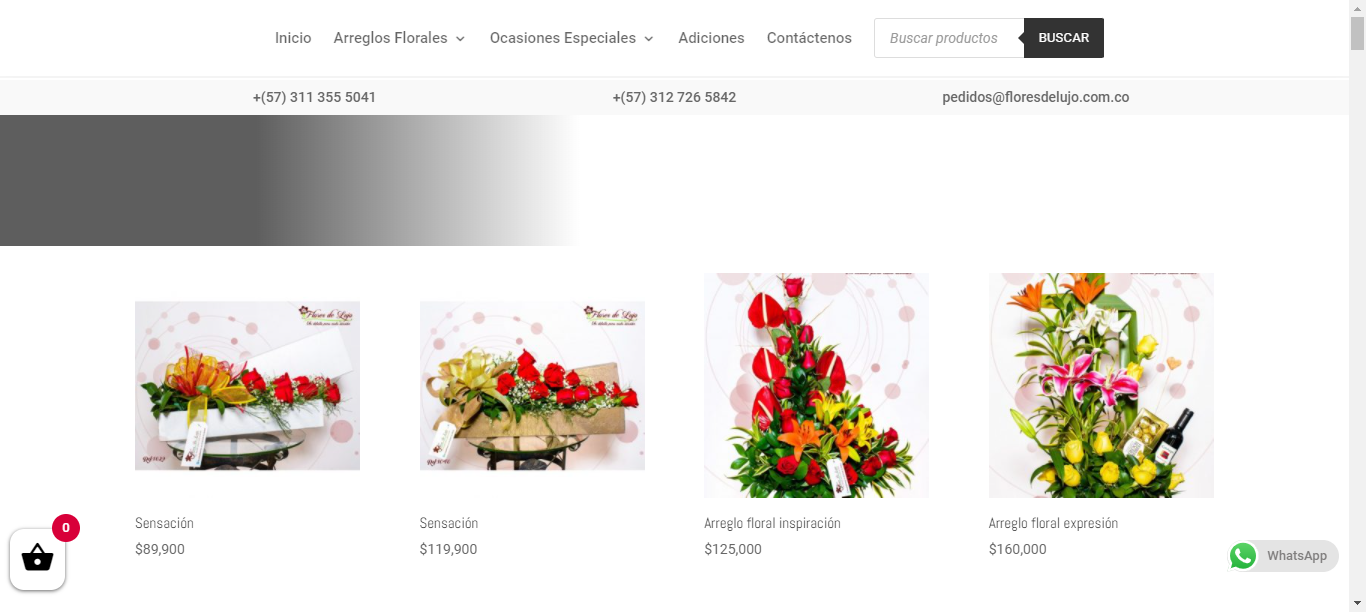 Inicio
Arreglos Florales
Ocasiones Especiales
Adiciones
Contáctenos
Buscar productos
BUSCAR
+(57) 311 355 5041
+(57) 312 726 5842
pedidos@floresdelujo.com.co
Flores de Lujo
Flores de Lujo
Sensación
Sensación
Arreglo floral inspiración
Arreglo floral expresión
$89,900
$119,900
$125,000
$160,000
0
WhatsApp